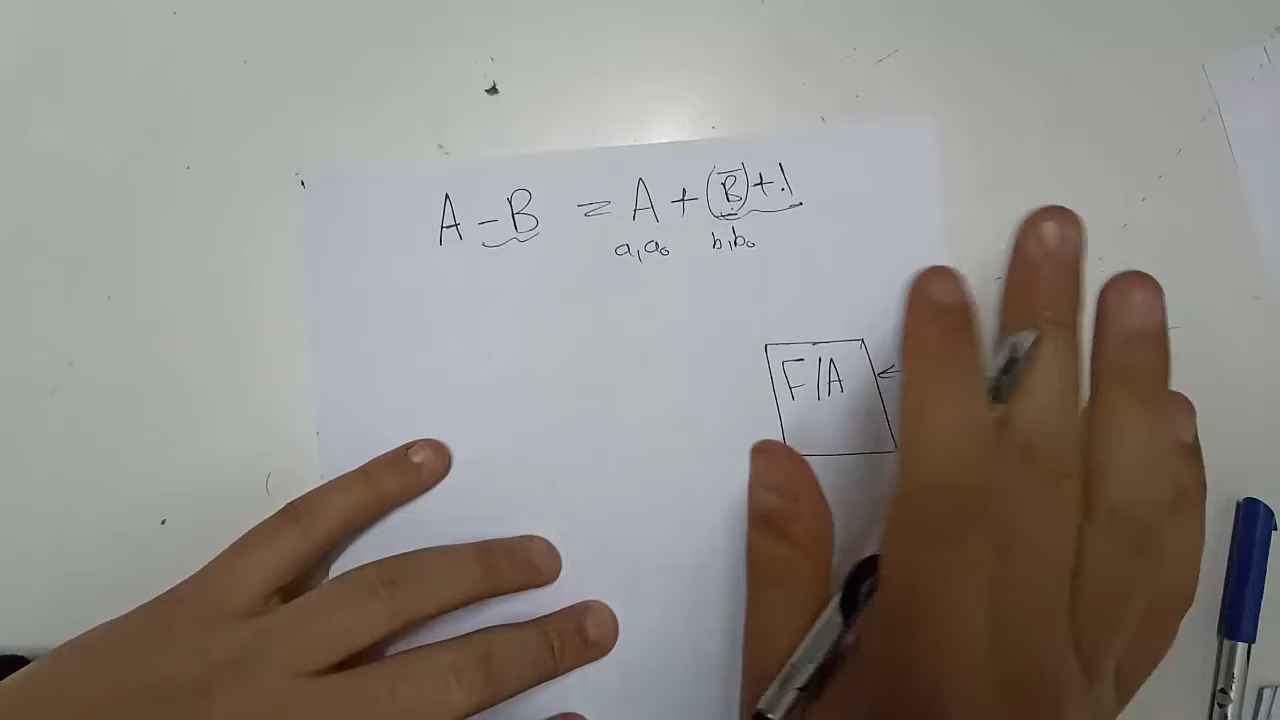 A - B = A + (B̅) + 1
a₁a₀ b₁b₀
F/A